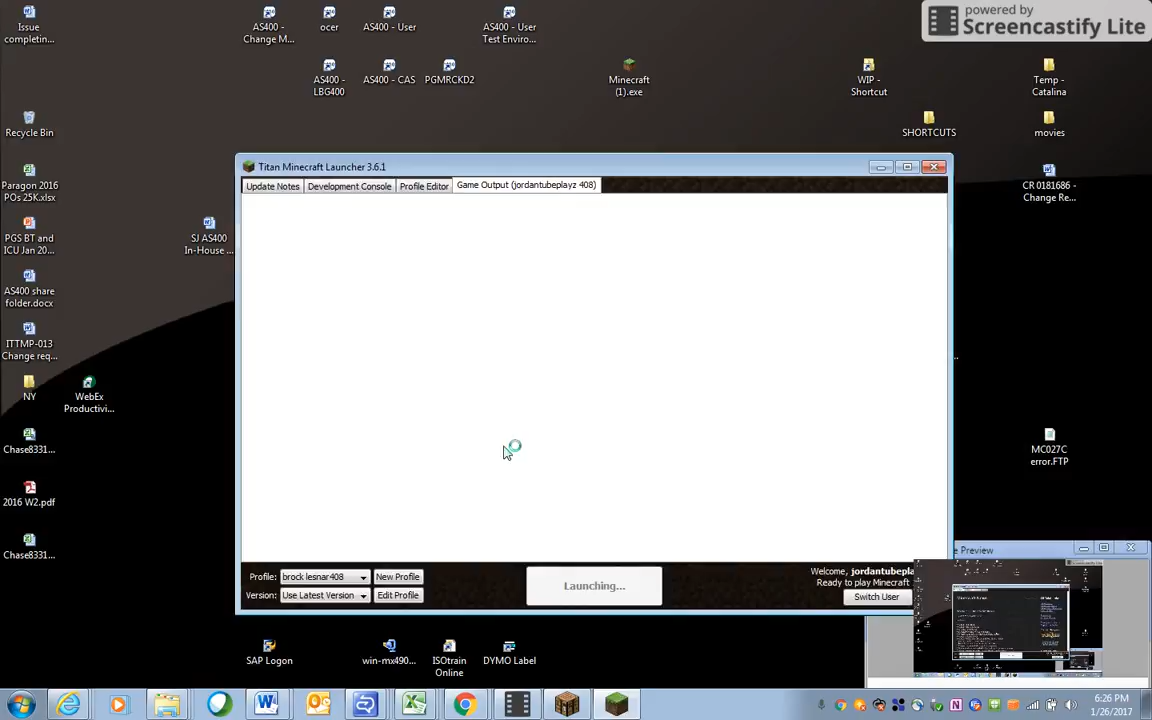 powered by
Screencastify Lite
Issue
completin...
AS400 -
Change M...
ocer
AS400 - User
AS400 - User
Test Enviro...
AS400 -
LBG400
AS400 - CAS
PGMRCKD2
Minecraft
(1).exe
WIP -
Shortcut
Temp -
Catalina
Recycle Bin
SHORTCUTS
movies
Titan Minecraft Launcher 3.6.1
Update Notes
Development Console
Profile Editor
Game Output (jordantubeplayz 408)
Paragon 2016
POs 25K.xlsx
CR 0181686 -
Change Re...
PGS BT and
ICU Jan 20...
SJ AS400
In-House ...
AS400 share
folder.docx
ITTMP-013
Change req...
NY
WebEx
Productivi...
Chase8331...
MC027C
error.FTP
2016 W2.pdf
Chase8331...
Profile:
brock lesnar408
New Profile
Version:
Use Latest Version
Edit Profile
Launching...
Welcome, jordantubepla
Ready to play Minecraft
Switch User
e Preview
SAP Logon
win-mx490...
ISOtrain
Online
DYMO Label
6:26 PM
1/26/2017